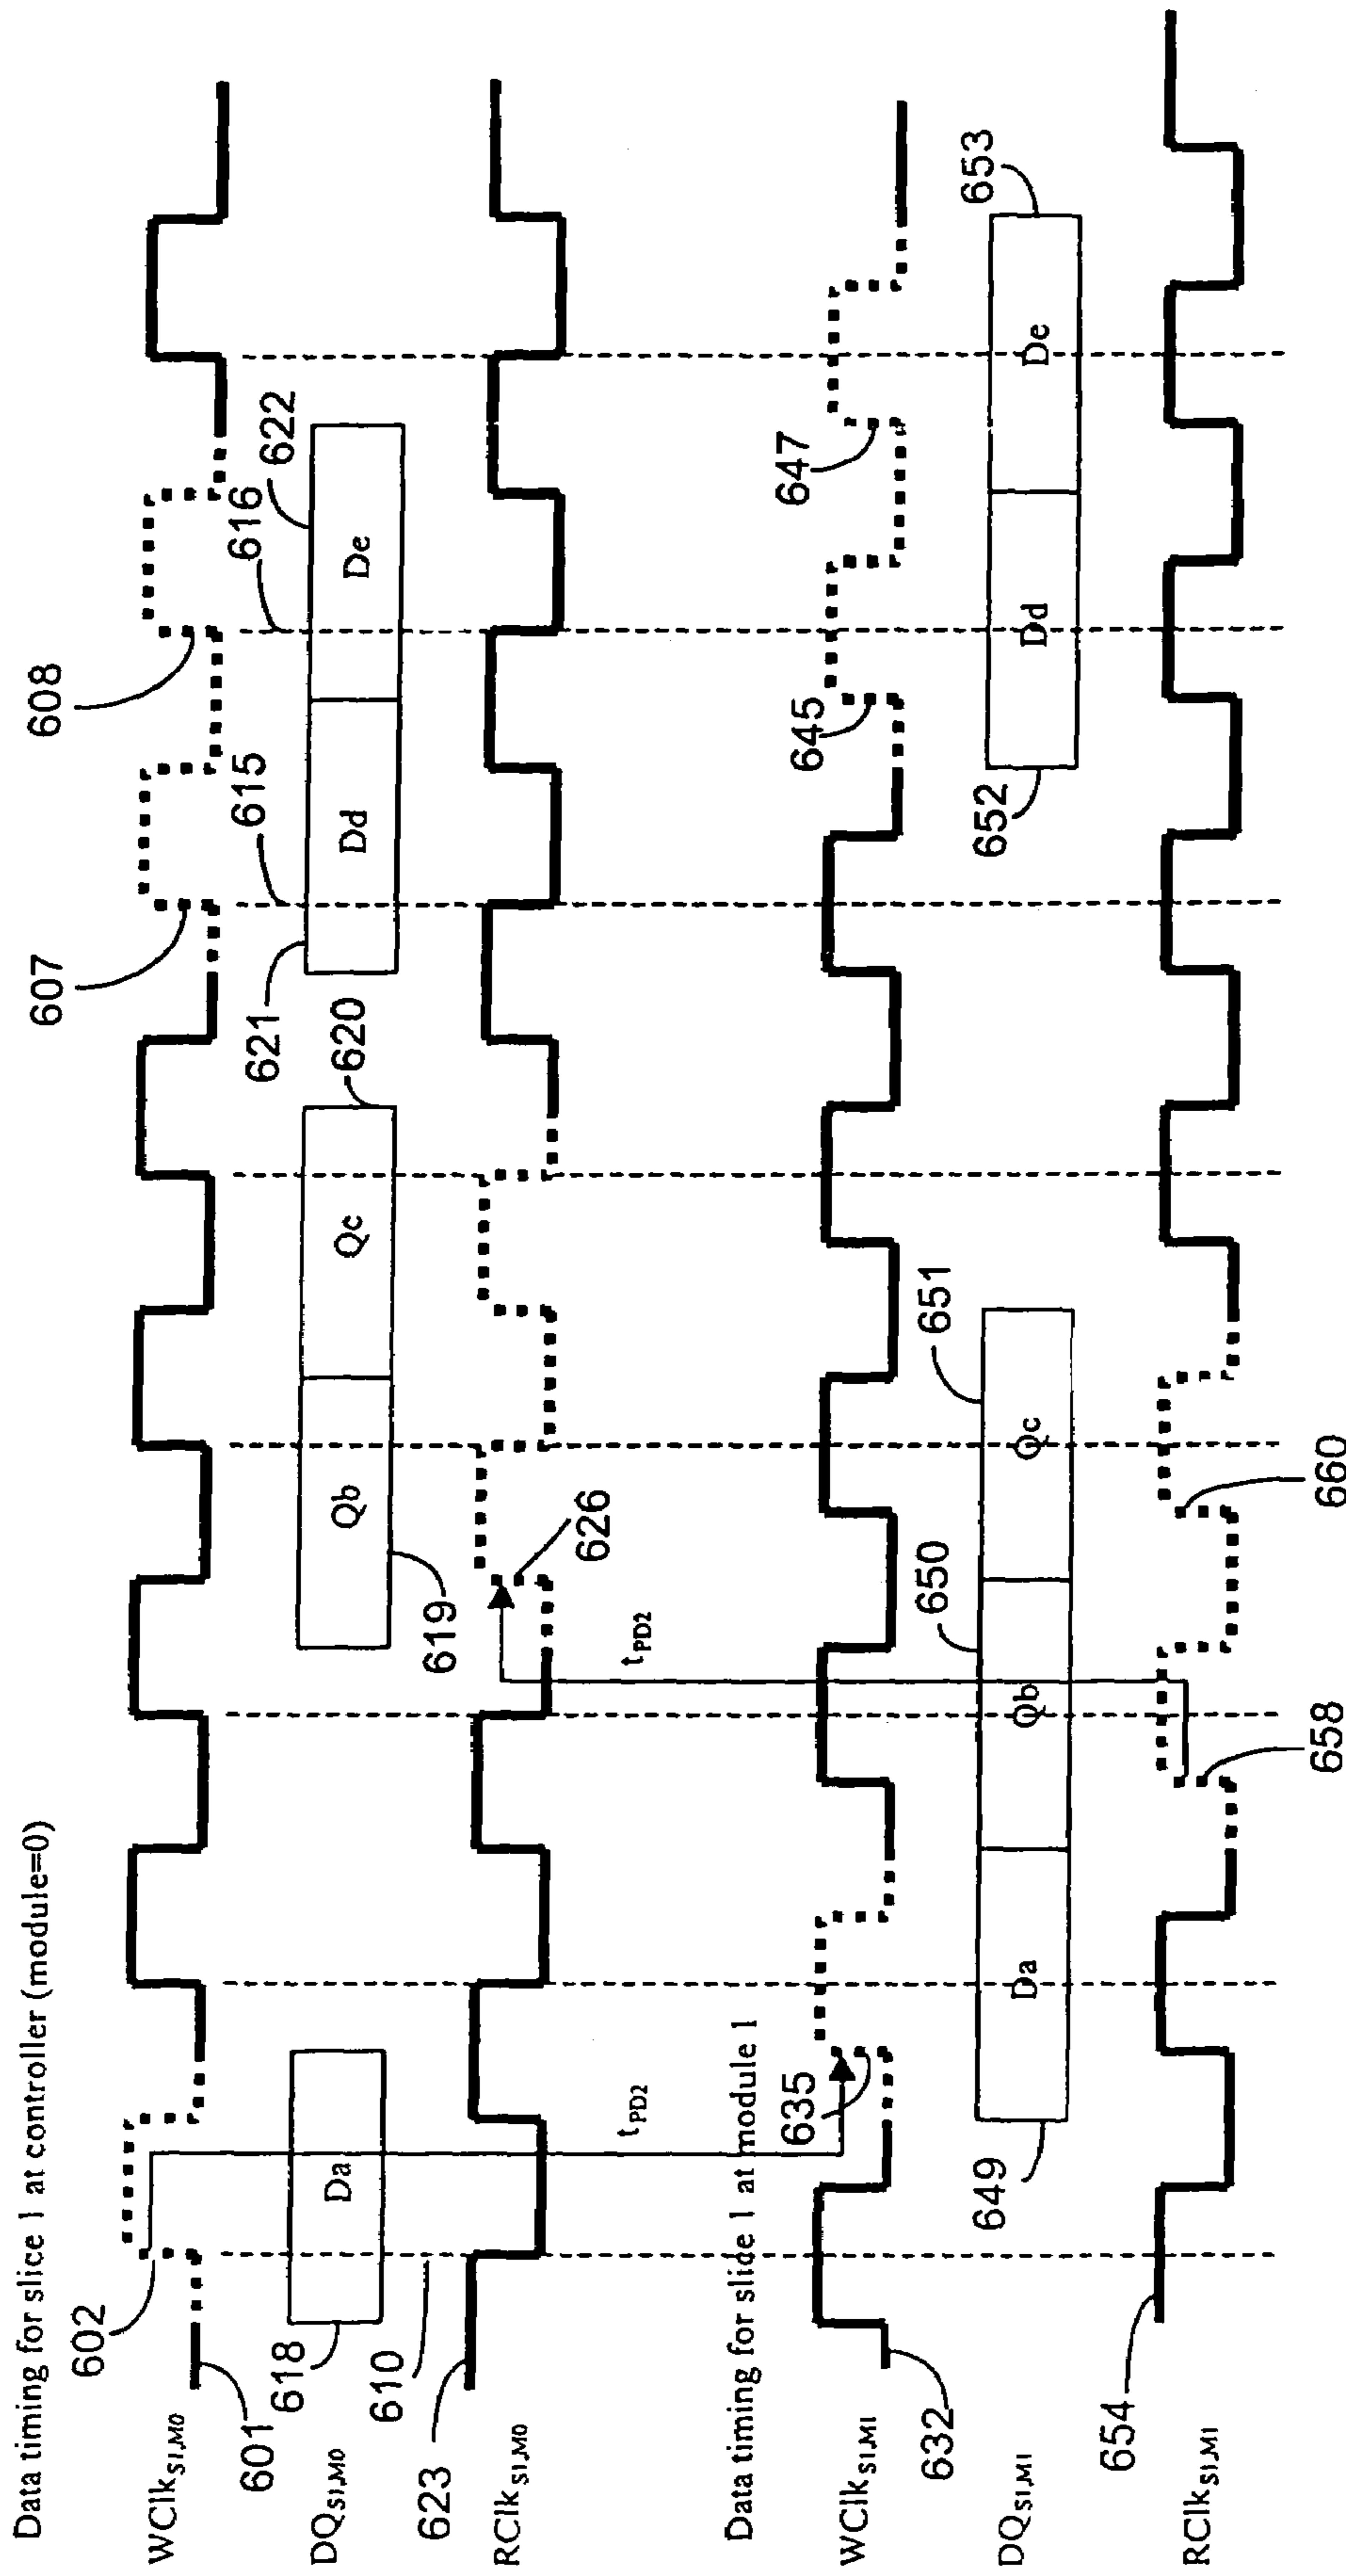 Data timing for slice 1 at controller (module=0)
602
607
608
WClk S1,M0
601
618
621
615
616
622
DQ S1,M0
Da
Qb
Qc
620
Dd
De
610
619
623
626
RClk S1,M0
tPD2
tPD2
Data timing for slice 1 at module 1
635
645
647
WClk S1,M1
632
649
650
651
652
653
DQ S1,M1
Da
Qb
Qc
Dd
De
654
RClk S1,M1
658
660